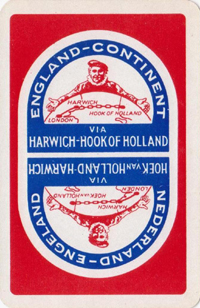 ENGLAND-CONTINENT
HARWICH
HOOK OF HOLLAND
LONDON
VIA
HARWICH-HOOK OF HOLLAND
HOEK VAN HOLLAND-HARWICH
VIA
LONDEN
HOEK VAN HOLLAND
HARWICH
NEDERLAND-ENGELAND